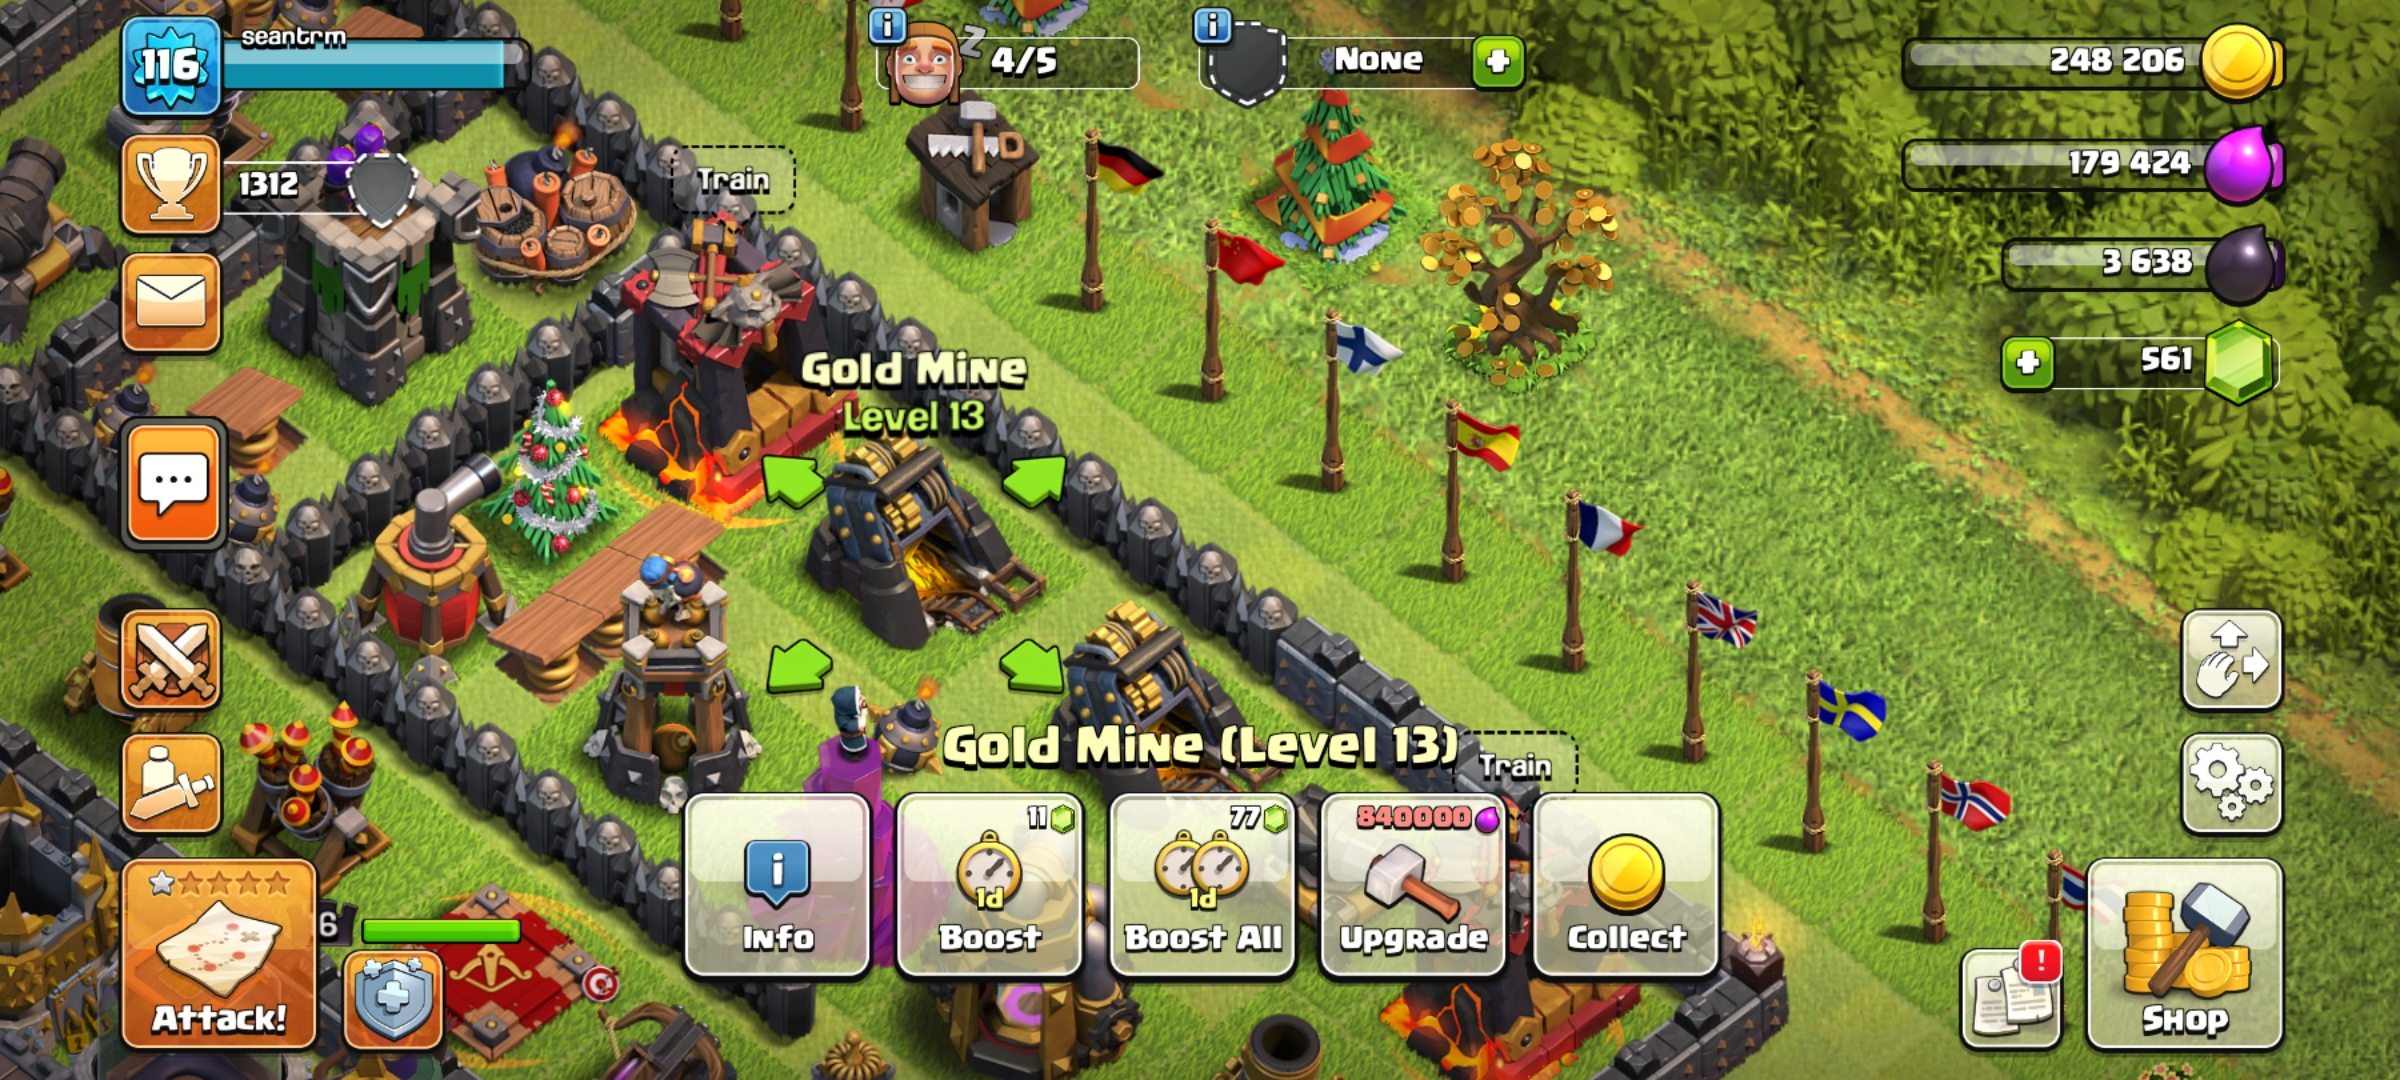 116
seantrm
4/5
None
248 206
1312
Train
179 424
3 638
561
Gold Mine
Level 13
Gold Mine (Level 13)
Train
11
77
840000
1d
1d
Info
Boost
Boost All
Upgrade
Collect
6
Attack!
!
Shop